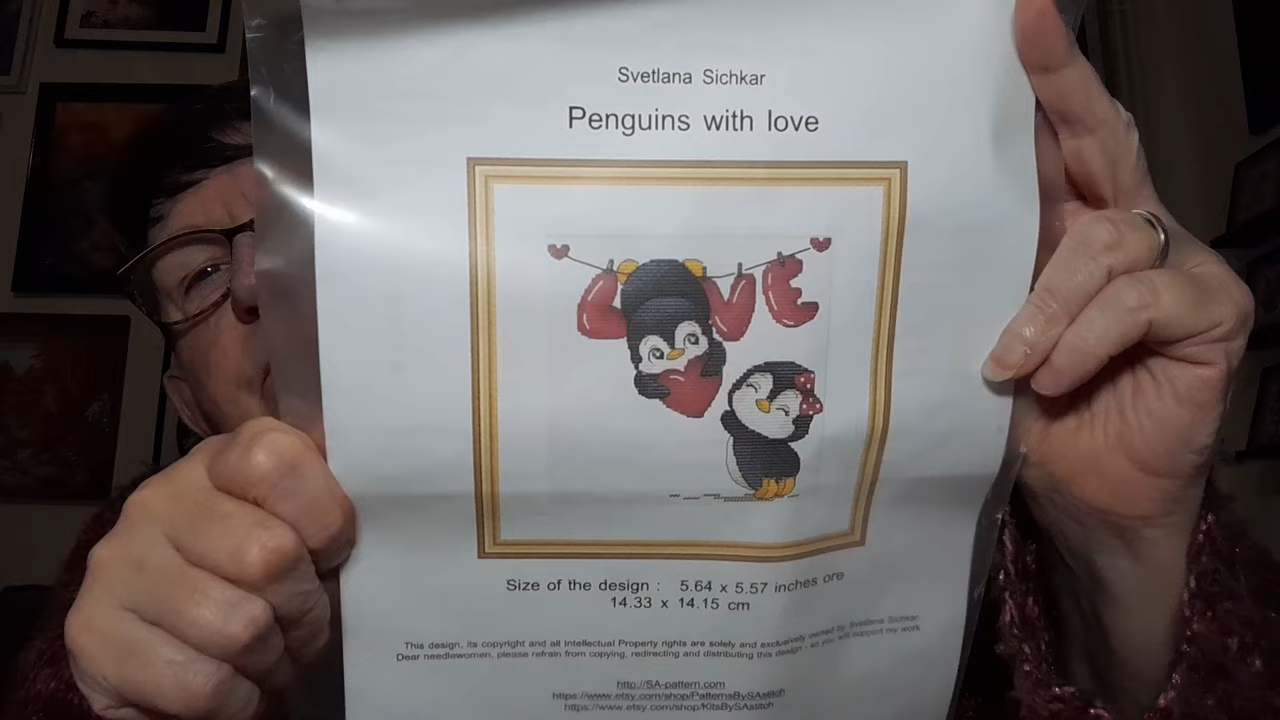 Svetlana Sichkar
Penguins with love
Size of the design : 5.64 x 5.57 inches ore
14.33 x 14.15 cm
This design, its copyright and all Intellectual Property rights are solely and exclusively owned by Svetlana Sichkar
Dear needlewomen, please refrain from copying, redirecting and distributing this design - so you will support my work
http://SA-pattern.com
https://www.etsy.com/shop/PatternsBySAstitch
https://www.etsy.com/shop/KitsBySAstitch